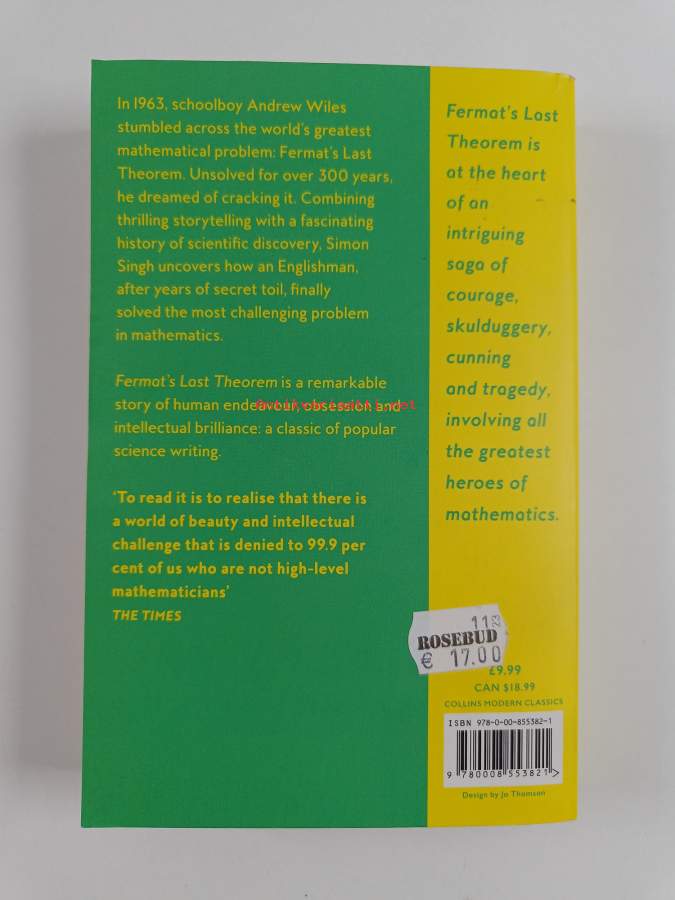 In 1963, schoolboy Andrew Wiles
stumbled across the world's greatest
mathematical problem: Fermat's Last
Theorem. Unsolved for over 300 years,
he dreamed of cracking it. Combining
thrilling storytelling with a fascinating
history of scientific discovery, Simon
Singh uncovers how an Englishman,
after years of secret toil, finally
solved the most challenging problem
in mathematics.
Fermat's Last Theorem is a remarkable
story of human endeavour, obsession and
intellectual brilliance: a classic of popular
science writing.
'To read it is to realise that there is
a world of beauty and intellectual
challenge that is denied to 99.9 per
cent of us who are not high-level
mathematicians'
THE TIMES
Fermat's Last
Theorem is
at the heart
of an
intriguing
saga of
courage,
skulduggery,
cunning
and tragedy,
involving all
the greatest
heroes of
mathematics.
11 23
ROSEBUD
€ 17.00
£9.99
CAN $18.99
COLLINS MODERN CLASSICS
ISBN 978-0-00-855382-1
9 780008 553821 >
Design by Jo Thomson